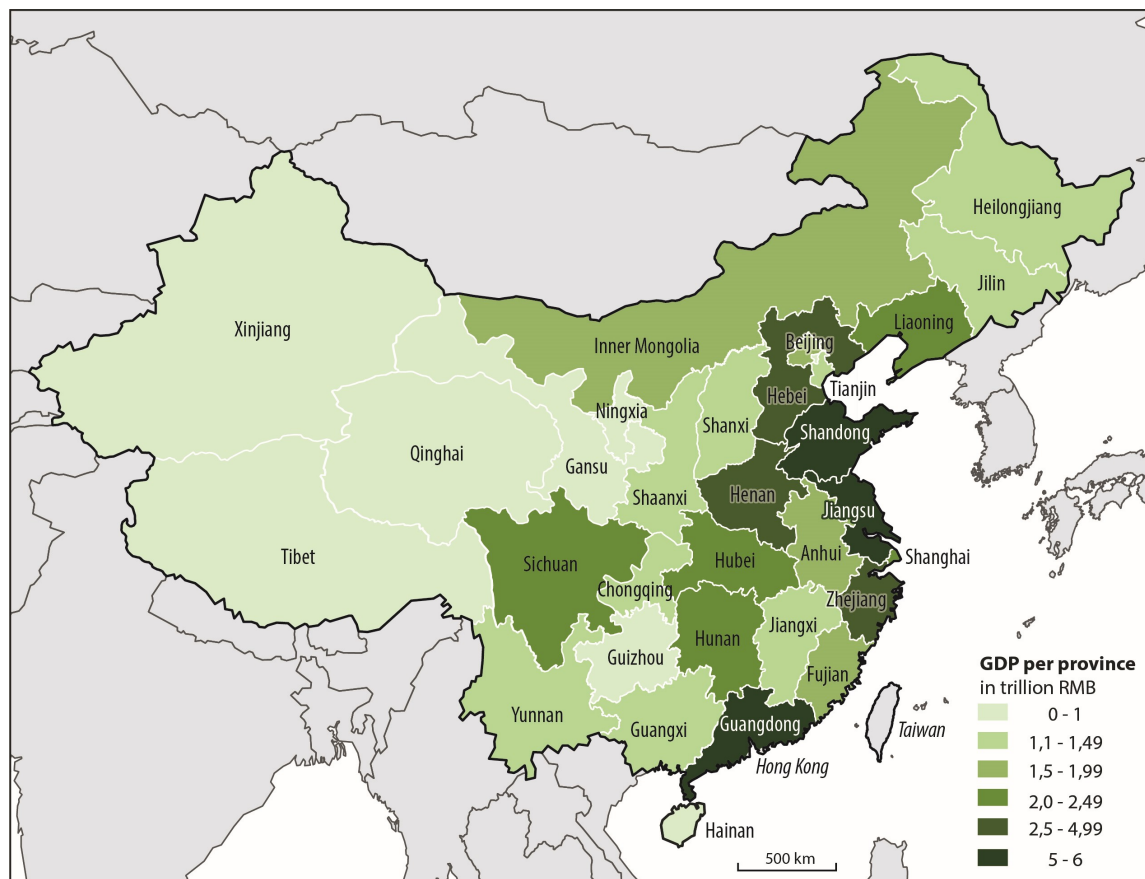 Heilongjiang
Jilin
Xinjiang
Liaoning
Inner Mongolia
Beijing
Tianjin
Hebei
Ningxia
Shanxi
Shandong
Qinghai
Gansu
Shaanxi
Henan
Jiangsu
Tibet
Sichuan
Hubei
Anhui
Shanghai
Chongqing
Zhejiang
Hunan
Jiangxi
Guizhou
Fujian
Yunnan
Guangxi
Guangdong
Taiwan
Hong Kong
Hainan
500 km
GDP per province
in trillion RMB
0 - 1
1,1 - 1,49
1,5 - 1,99
2,0 - 2,49
2,5 - 4,99
5 - 6